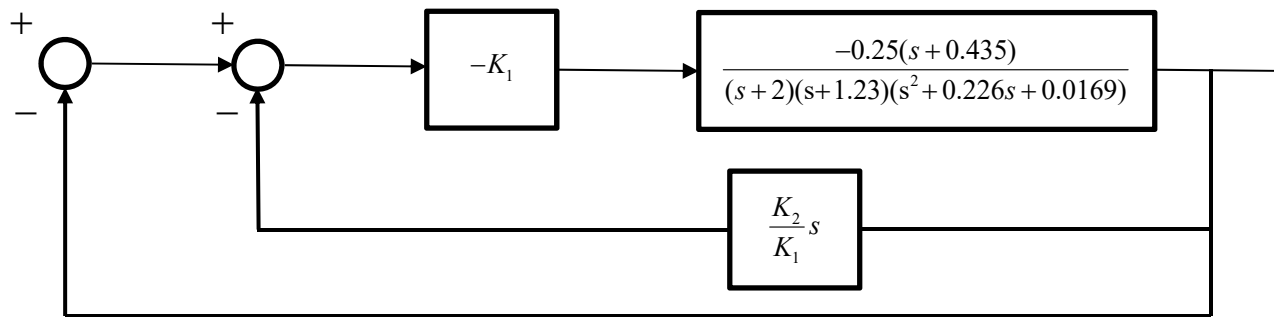 +
+
−
−
−K₁
−0.25(s+0.435)
(s+2)(s+1.23)(s²+0.226s+0.0169)
K₂
K₁
s